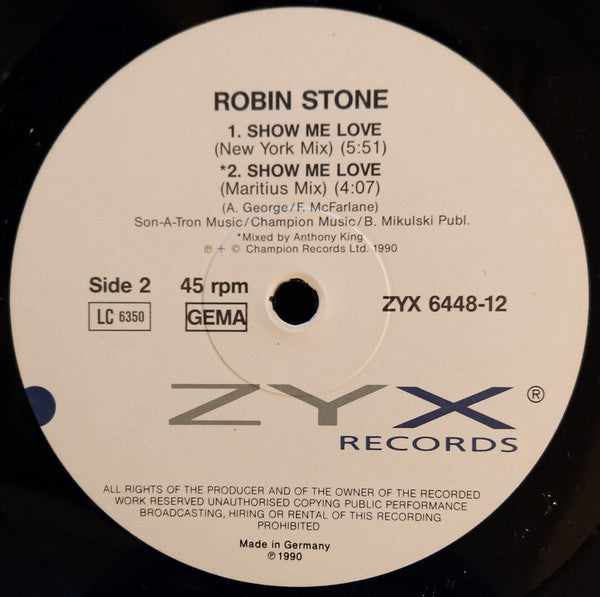 ROBIN STONE
1. SHOW ME LOVE
(New York Mix) (5:51)
*2. SHOW ME LOVE
(Maritius Mix) (4:07)
(A. George/F. McFarlane)
Son-A-Tron Music/Champion Music/B. Mikulski Publ.
*Mixed by Anthony King
℗ + © Champion Records Ltd. 1990
Side 2 45 rpm
LC 6350 GEMA ZYX 6448-12
ZYX ®
RECORDS
ALL RIGHTS OF THE PRODUCER AND OF THE OWNER OF THE RECORDED
WORK RESERVED UNAUTHORISED COPYING PUBLIC PERFORMANCE
BROADCASTING, HIRING OR RENTAL OF THIS RECORDING
PROHIBITED
Made in Germany
℗ 1990